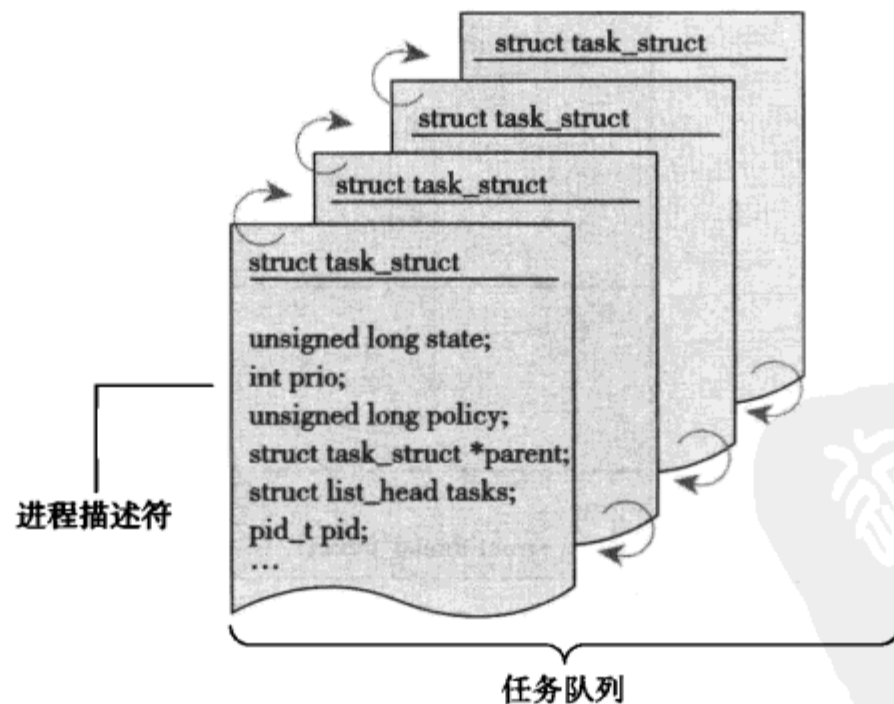 struct task_struct
struct task_struct
struct task_struct
struct task_struct
unsigned long state;
int prio;
unsigned long policy;
struct task_struct *parent;
struct list_head tasks;
pid_t pid;
…
进程描述符
任务队列